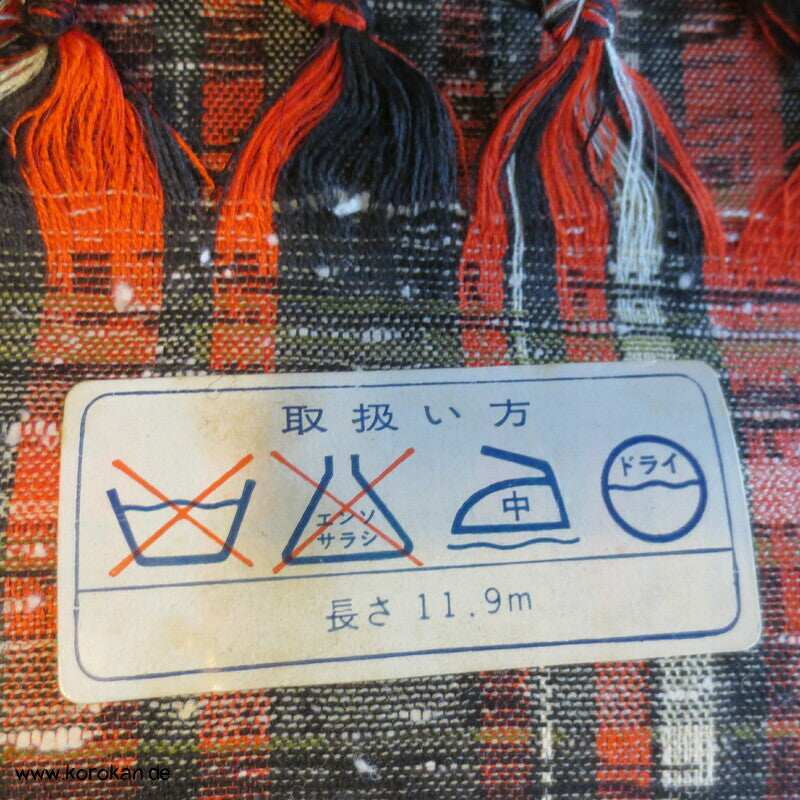 取扱い方
エンソ
サラシ
中
ドライ
長さ 11.9m
www.korokan.de